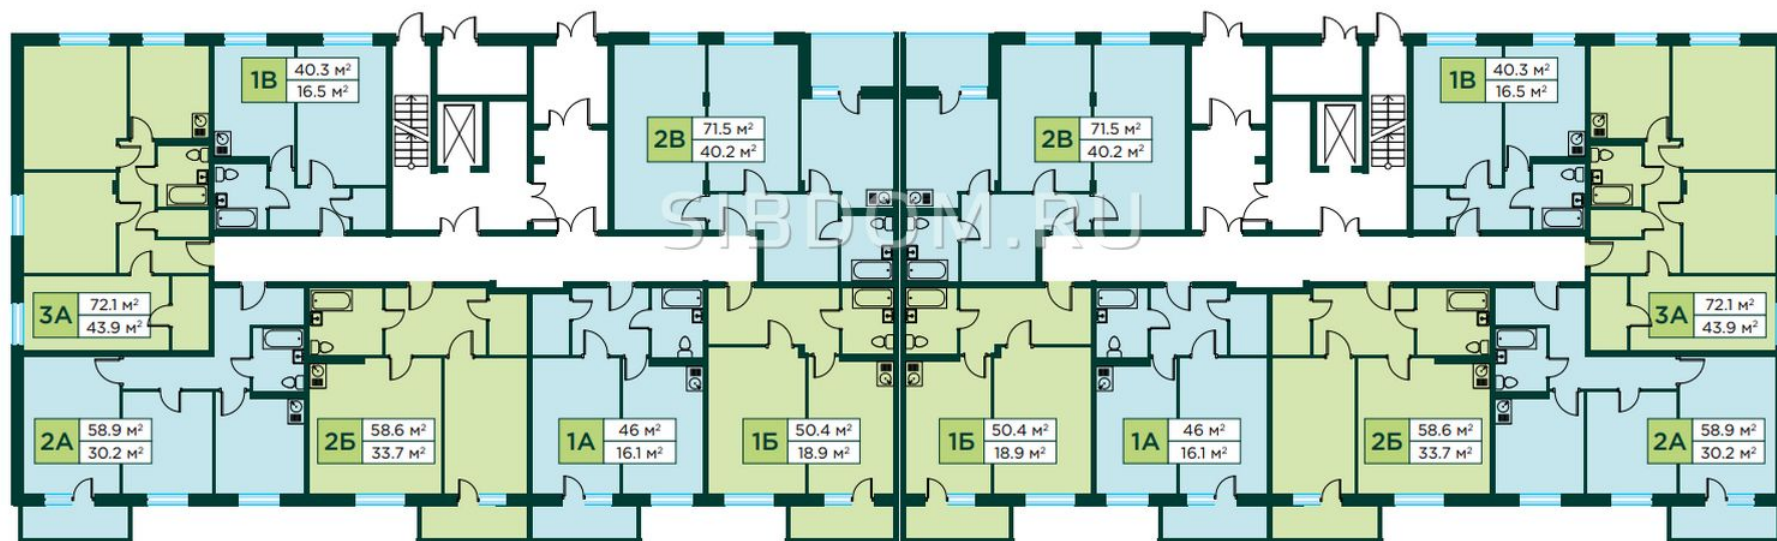 1В
40.3 м²
16.5 м²
2В
71.5 м²
40.2 м²
2В
71.5 м²
40.2 м²
1В
40.3 м²
16.5 м²
SIBDOM.RU
3А
72.1 м²
43.9 м²
3А
72.1 м²
43.9 м²
2А
58.9 м²
30.2 м²
2Б
58.6 м²
33.7 м²
1А
46 м²
16.1 м²
1Б
50.4 м²
18.9 м²
1Б
50.4 м²
18.9 м²
1А
46 м²
16.1 м²
2Б
58.6 м²
33.7 м²
2А
58.9 м²
30.2 м²